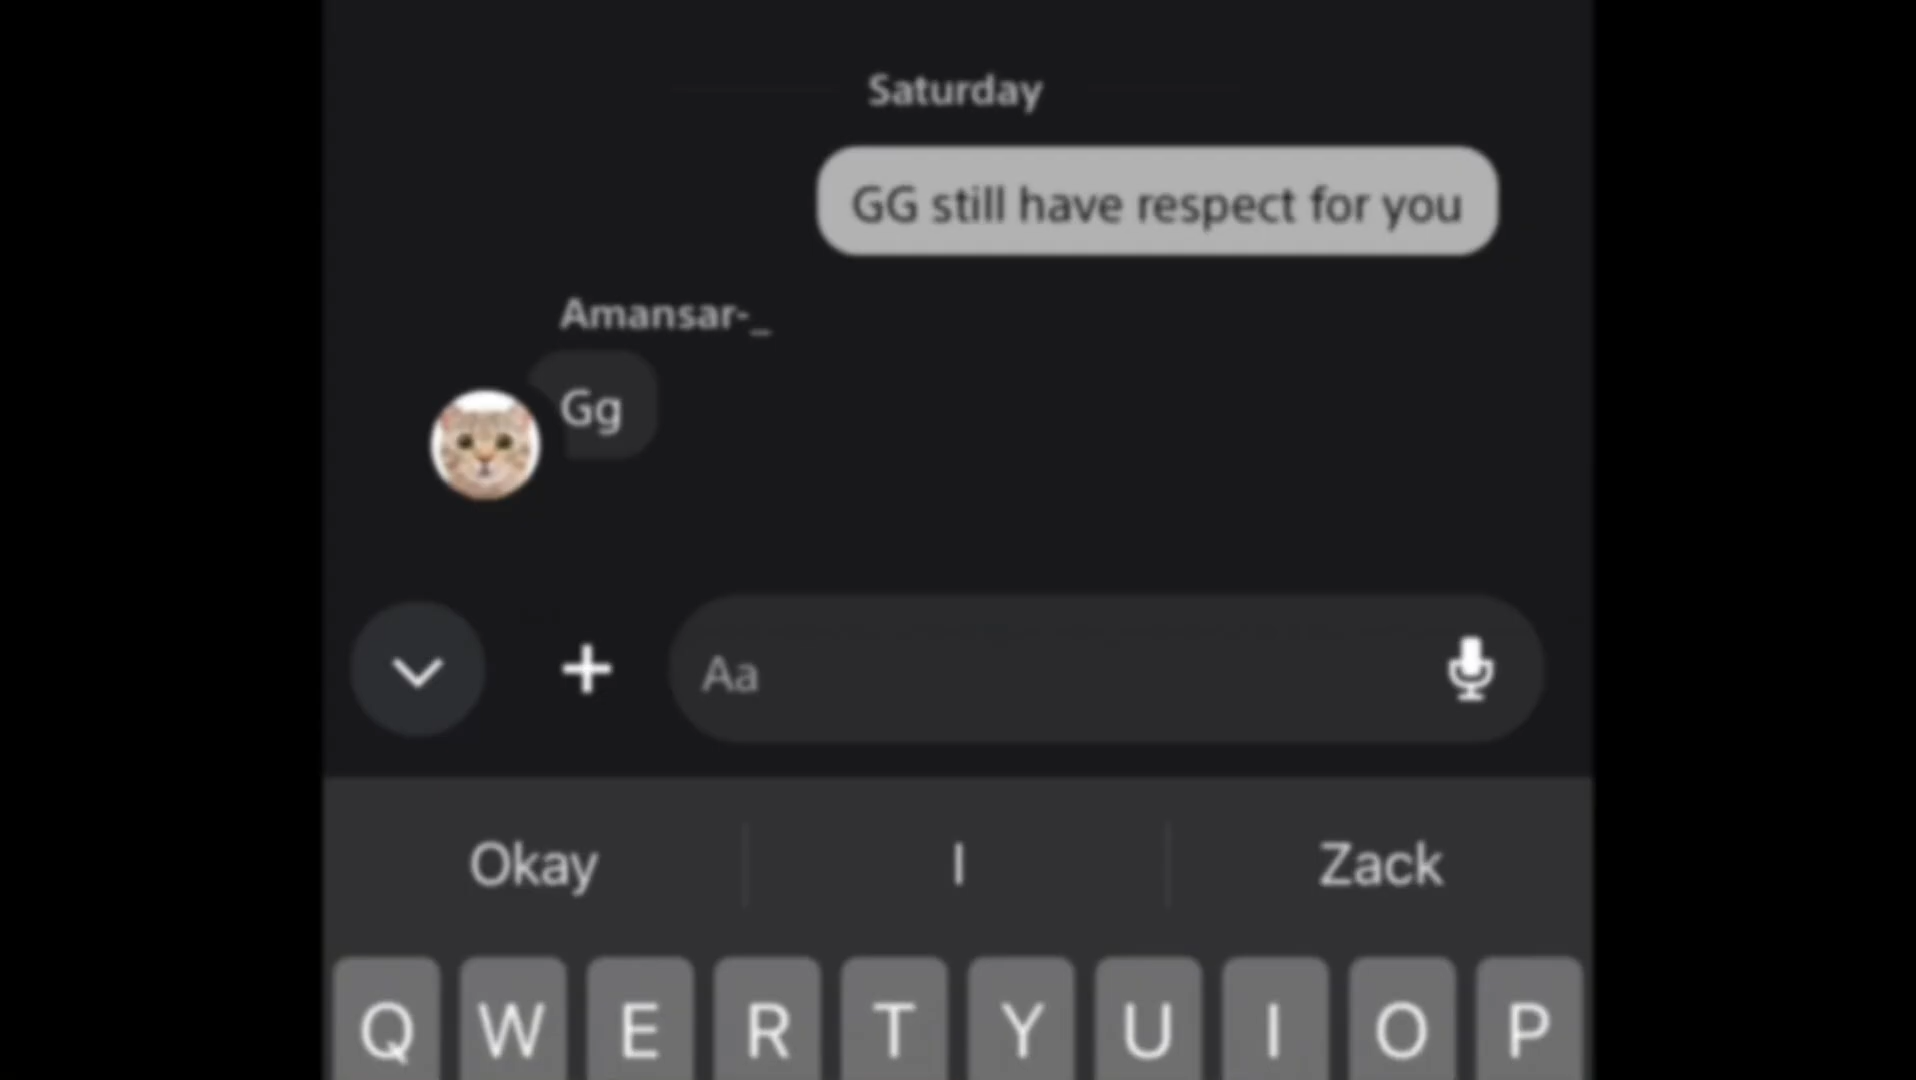 Saturday
GG still have respect for you
Amansar-_
Gg
Aa
Okay I Zack
Q W E R T Y U I O P